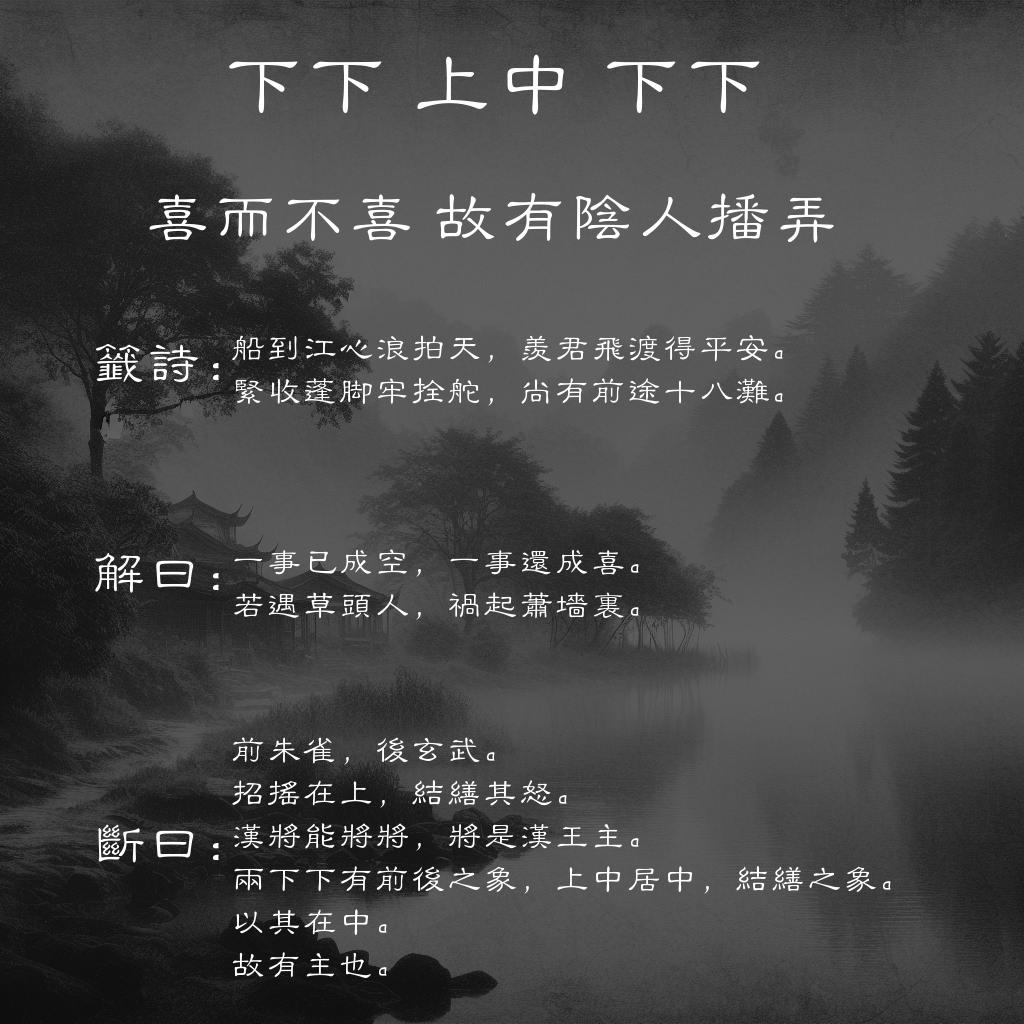 下下 上中 下下
喜而不喜 故有陰人播弄
籤詩：
船到江心浪拍天，羨君飛渡得平安。
緊收蓬脚牢拴舵，尚有前途十八灘。
解曰：
一事已成空，一事還成喜。
若遇草頭人，禍起蕭墻裏。
斷曰：
前朱雀，後玄武。
招搖在上，結繕其怒。
漢將能將將，將是漢王主。
兩下下有前後之象，上中居中，結繕之象。
以其在中。
故有主也。